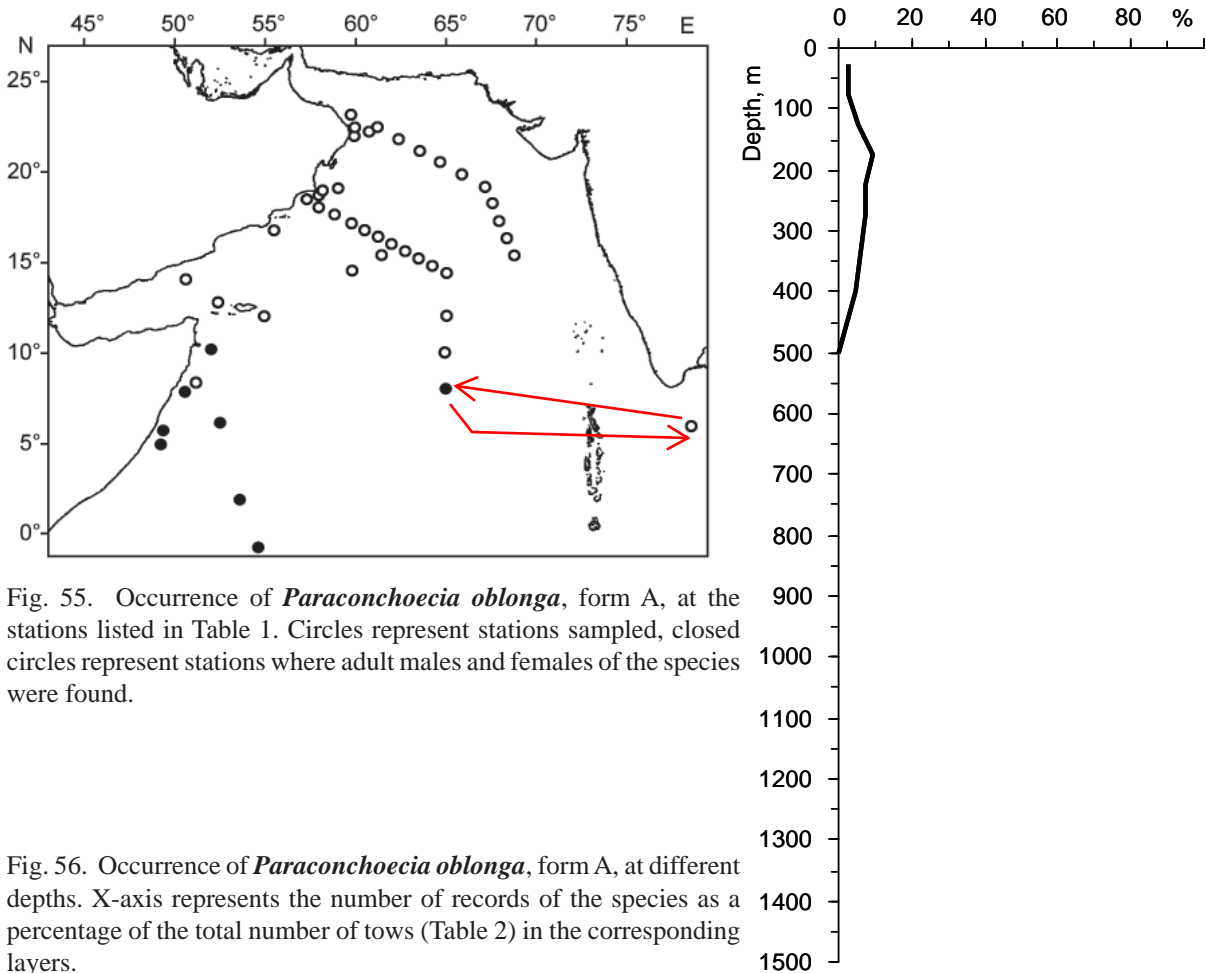 45° 50° 55° 60° 65° 70° 75° E
N
25°
20°
15°
10°
5°
0°
Fig. 55. Occurrence of Paraconchoecia oblonga, form A, at the
stations listed in Table 1. Circles represent stations sampled, closed
circles represent stations where adult males and females of the species
were found.
Fig. 56. Occurrence of Paraconchoecia oblonga, form A, at different
depths. X-axis represents the number of records of the species as a
percentage of the total number of tows (Table 2) in the corresponding
layers.
0 20 40 60 80 %
Depth, m
0
100
200
300
400
500
600
700
800
900
1000
1100
1200
1300
1400
1500